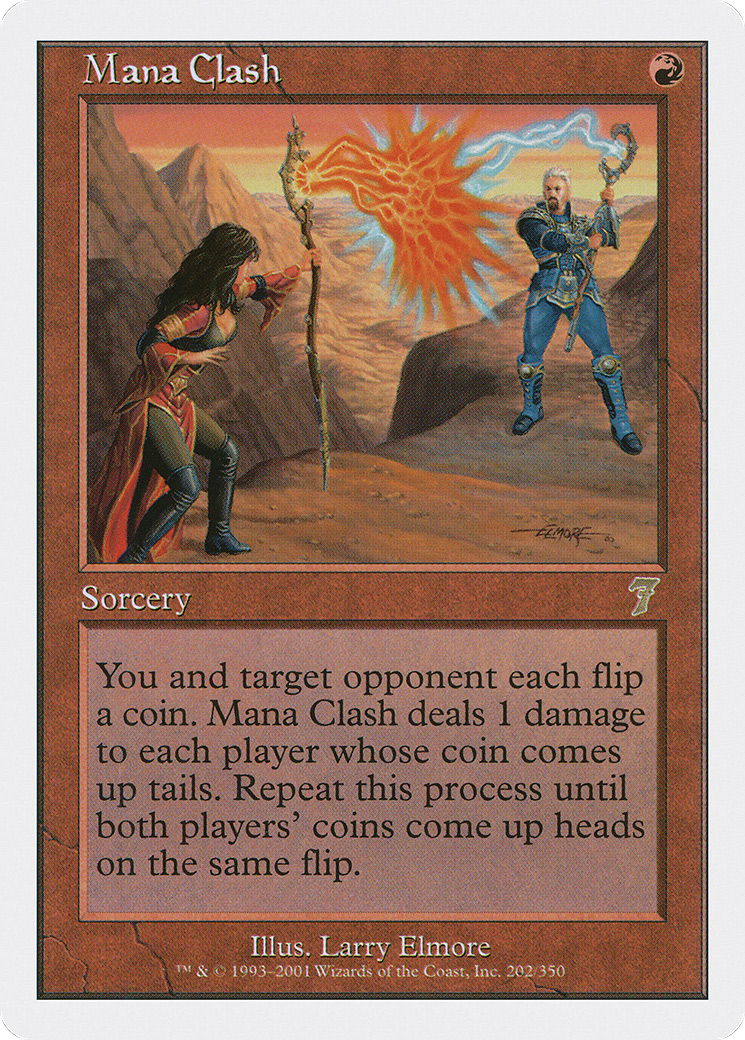 Mana Clash
ELMORE
Sorcery
7
You and target opponent each flip
a coin. Mana Clash deals 1 damage
to each player whose coin comes
up tails. Repeat this process until
both players’ coins come up heads
on the same flip.
Illus. Larry Elmore
™ & © 1993–2001 Wizards of the Coast, Inc. 202/350